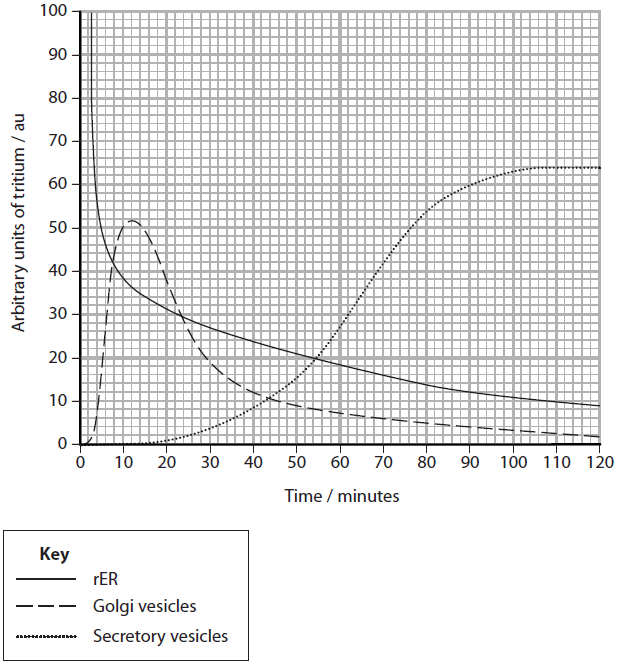 Arbitrary units of tritium / au
100
90
80
70
60
50
40
30
20
10
0
0 10 20 30 40 50 60 70 80 90 100 110 120
Time / minutes
Key
rER
Golgi vesicles
Secretory vesicles